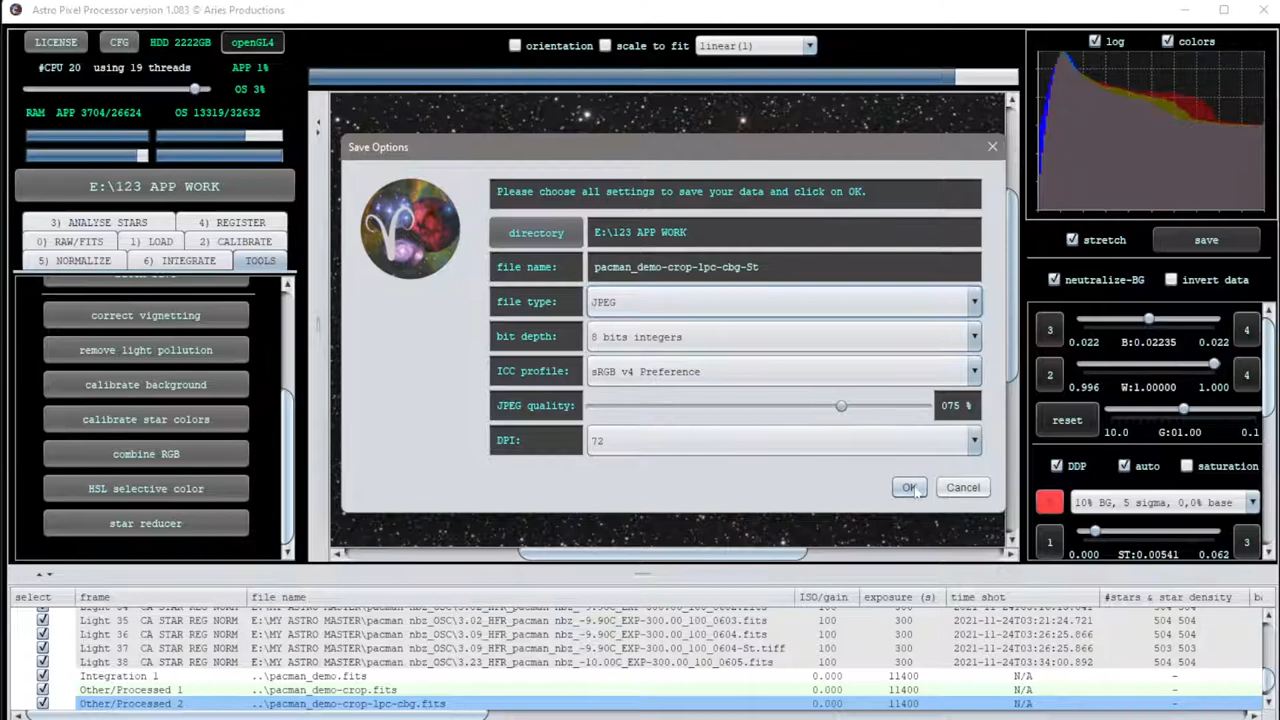 Astro Pixel Processor version 1.083 © Aries Productions
LICENSE CFG HDD 2222GB openGL4
#CPU 20 using 19 threads APP 1%
OS 3%
RAM APP 3704/26624 OS 13319/32632
E:\123 APP WORK
3) ANALYSE STARS 4) REGISTER
0) RAW/FITS 1) LOAD 2) CALIBRATE
5) NORMALIZE 6) INTEGRATE TOOLS
correct vignetting
remove light pollution
calibrate background
calibrate star colors
combine RGB
HSL selective color
star reducer
orientation scale to fit linear(1)
Save Options
Please choose all settings to save your data and click on OK.
directory E:\123 APP WORK
file name: pacman_demo-crop-lpc-cbg-St
file type: JPEG
bit depth: 8 bits integers
ICC profile: sRGB v4 Preference
JPEG quality: 075 %
DPI: 72
OK Cancel
log colors
stretch save
neutralize-BG invert data
3 4
0.022 B:0.02235 0.022
2 4
0.996 W:1.00000 1.000
reset 10.0 G:01.00 0.1
DDP auto saturation
10% BG, 5 sigma, 0,0% base
1 3
0.000 ST:0.00541 0.062
select frame file name ISO/gain exposure (s) time shot #stars & star density
Light 35 CA STAR REG NORM E:\MY ASTRO MASTER\pacman nbz_OSC\3.02_HFR_pacman nbz_-9.90C_EXP-300.00_100_0603.fits 100 300 2021-11-24T03:21:24.721 504 504
Light 36 CA STAR REG NORM E:\MY ASTRO MASTER\pacman nbz_OSC\3.09_HFR_pacman nbz_-9.90C_EXP-300.00_100_0604.fits 100 300 2021-11-24T03:26:25.866 504 504
Light 37 CA STAR REG NORM E:\MY ASTRO MASTER\pacman nbz_OSC\3.09_HFR_pacman nbz_-9.90C_EXP-300.00_100_0604-St.tiff 100 300 2021-11-24T03:26:25.866 503 503
Light 38 CA STAR REG NORM E:\MY ASTRO MASTER\pacman nbz_OSC\3.23_HFR_pacman nbz_-10.00C_EXP-300.00_100_0605.fits 100 300 2021-11-24T03:34:00.892 504 504
Integration 1 ..\pacman_demo.fits 0.000 11400 N/A -
Other/Processed 1 ..\pacman_demo-crop.fits 0.000 11400 N/A -
Other/Processed 2 ..\pacman_demo-crop-lpc-cbg.fits 0.000 11400 N/A -